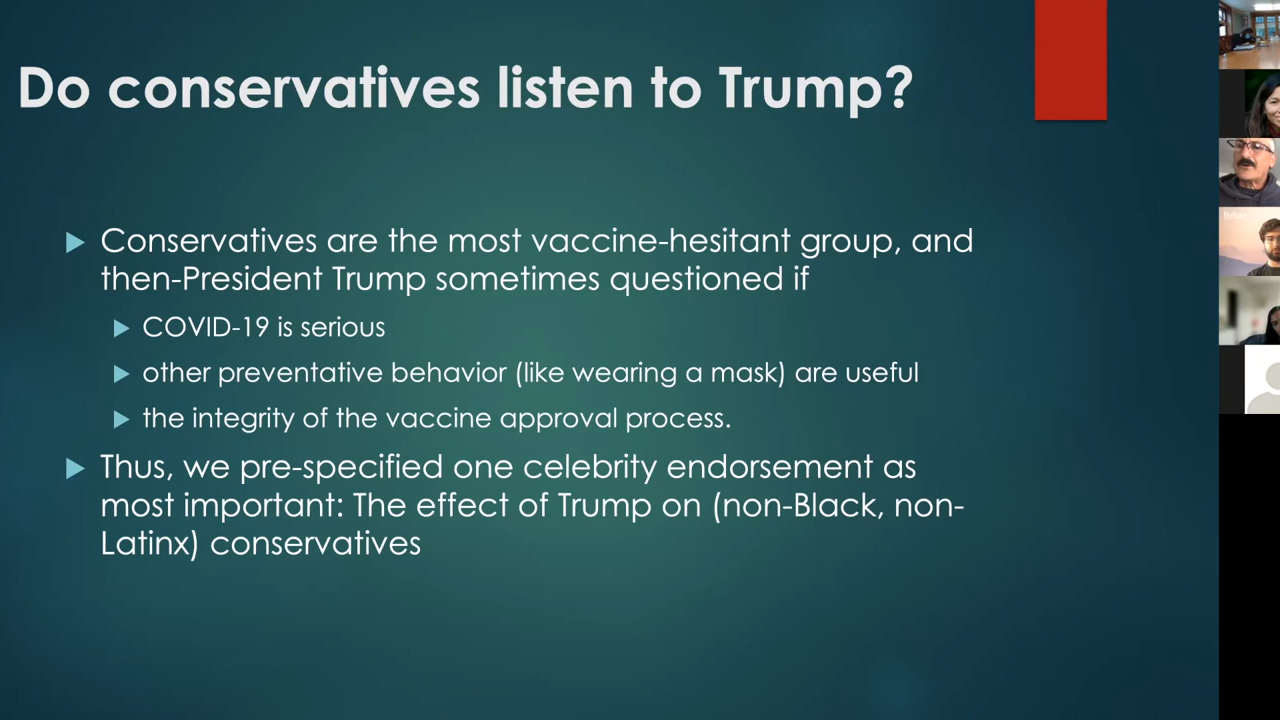 Do conservatives listen to Trump?
Conservatives are the most vaccine-hesitant group, and
then-President Trump sometimes questioned if
COVID-19 is serious
other preventative behavior (like wearing a mask) are useful
the integrity of the vaccine approval process.
Thus, we pre-specified one celebrity endorsement as
most important: The effect of Trump on (non-Black, non-
Latinx) conservatives